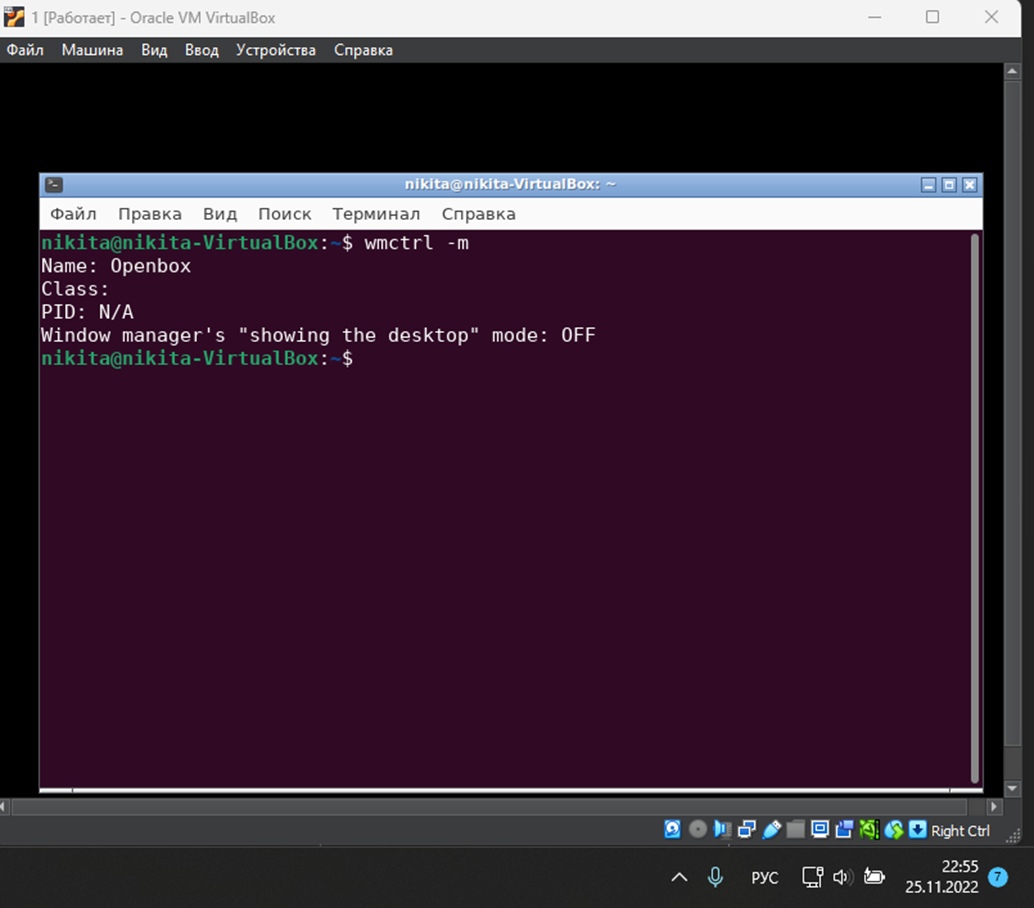 1 [Работает] - Oracle VM VirtualBox
Файл Машина Вид Ввод Устройства Справка
nikita@nikita-VirtualBox: ~
Файл Правка Вид Поиск Терминал Справка
nikita@nikita-VirtualBox:~$ wmctrl -m
Name: Openbox
Class:
PID: N/A
Window manager's "showing the desktop" mode: OFF
nikita@nikita-VirtualBox:~$
Right Ctrl
РУС
22:55
25.11.2022
7